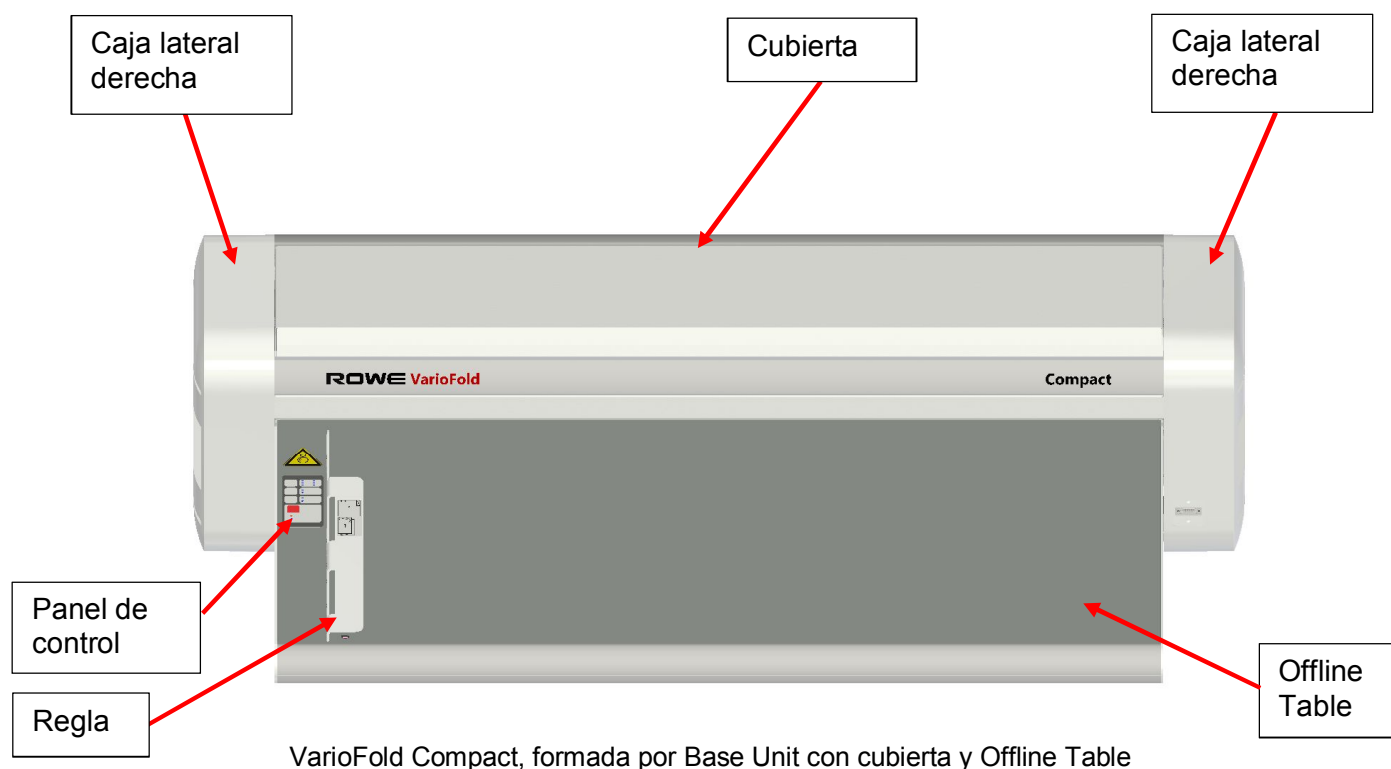 Caja lateral
derecha
Cubierta
Caja lateral
derecha
ROWE VarioFold
Compact
Panel de
control
Regla
Offline
Table
VarioFold Compact, formada por Base Unit con cubierta y Offline Table